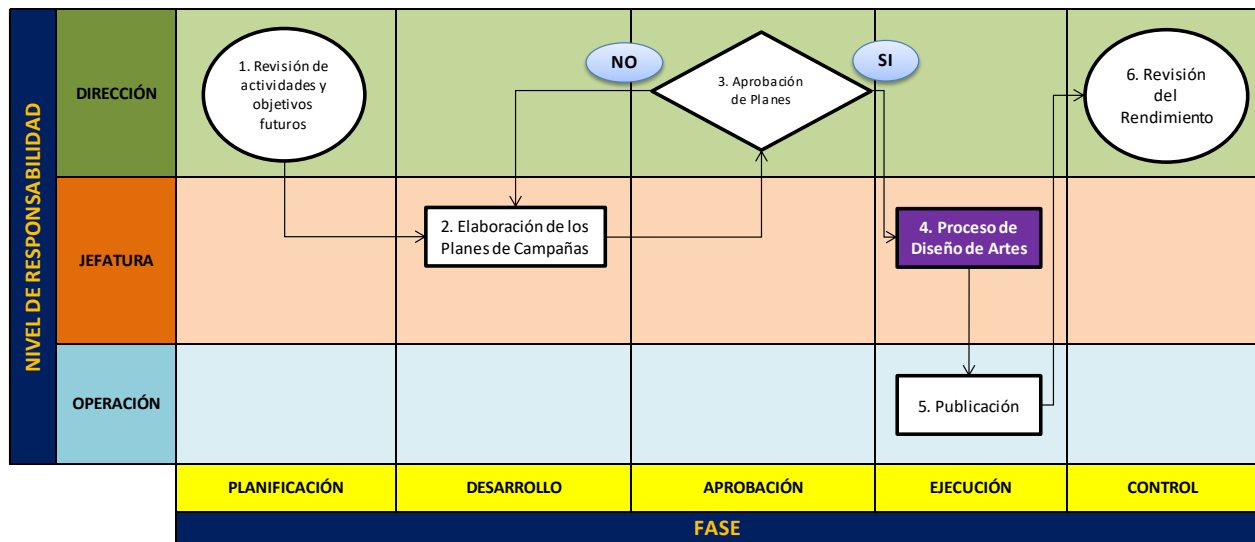 NIVEL DE RESPONSABILIDAD
DIRECCIÓN
1. Revisión de
actividades y
objetivos
futuros
NO
3. Aprobación
de Planes
SI
6. Revisión
del
Rendimiento
JEFATURA
2. Elaboración de los
Planes de Campañas
4. Proceso de
Diseño de Artes
OPERACIÓN
5. Publicación
PLANIFICACIÓN
DESARROLLO
APROBACIÓN
EJECUCIÓN
CONTROL
FASE